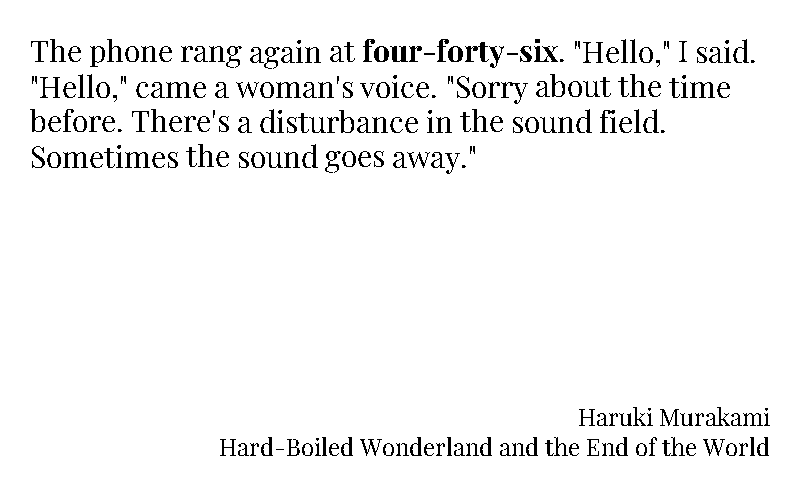 The phone rang again at four-forty-six. "Hello," I said.
"Hello," came a woman's voice. "Sorry about the time
before. There's a disturbance in the sound field.
Sometimes the sound goes away."
Haruki Murakami
Hard-Boiled Wonderland and the End of the World